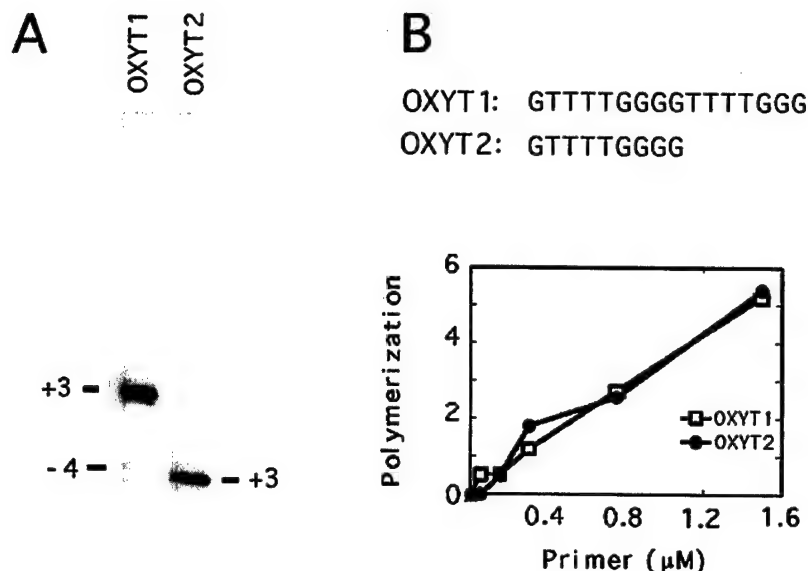 A
OXYT1
OXYT2
+3
-4
+3
B
OXYT1: GTTTTGGGGTTTTGGG
OXYT2: GTTTTGGGG
Polymerization
6
4
2
0
OXYT1
OXYT2
0.4
0.8
1.2
1.6
Primer (µM)